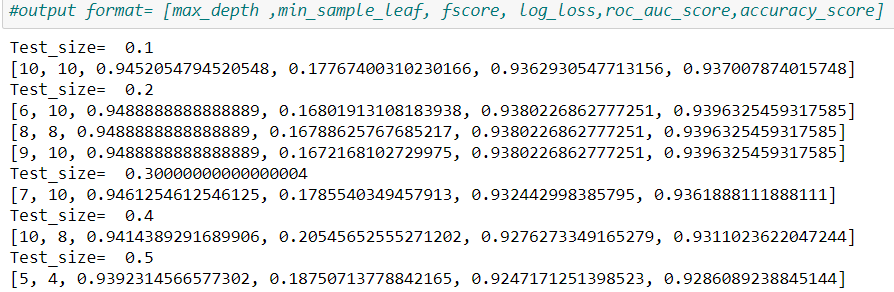 #output format= [max_depth ,min_sample_leaf, fscore, log_loss,roc_auc_score,accuracy_score]
Test_size=  0.1
[10, 10, 0.9452054794520548, 0.17767400310230166, 0.9362930547713156, 0.937007874015748]
Test_size=  0.2
[6, 10, 0.9488888888888889, 0.16801913108183938, 0.9380226862777251, 0.9396325459317585]
[8, 8, 0.9488888888888889, 0.16788625767685217, 0.9380226862777251, 0.9396325459317585]
[9, 10, 0.9488888888888889, 0.1672168102729975, 0.9380226862777251, 0.9396325459317585]
Test_size=  0.30000000000000004
[7, 10, 0.9461254612546125, 0.1785540349457913, 0.932442998385795, 0.9361888111888111]
Test_size=  0.4
[10, 8, 0.9414389291689906, 0.20545652555271202, 0.9276273349165279, 0.9311023622047244]
Test_size=  0.5
[5, 4, 0.9392314566577302, 0.18750713778842165, 0.9247171251398523, 0.9286089238845144]